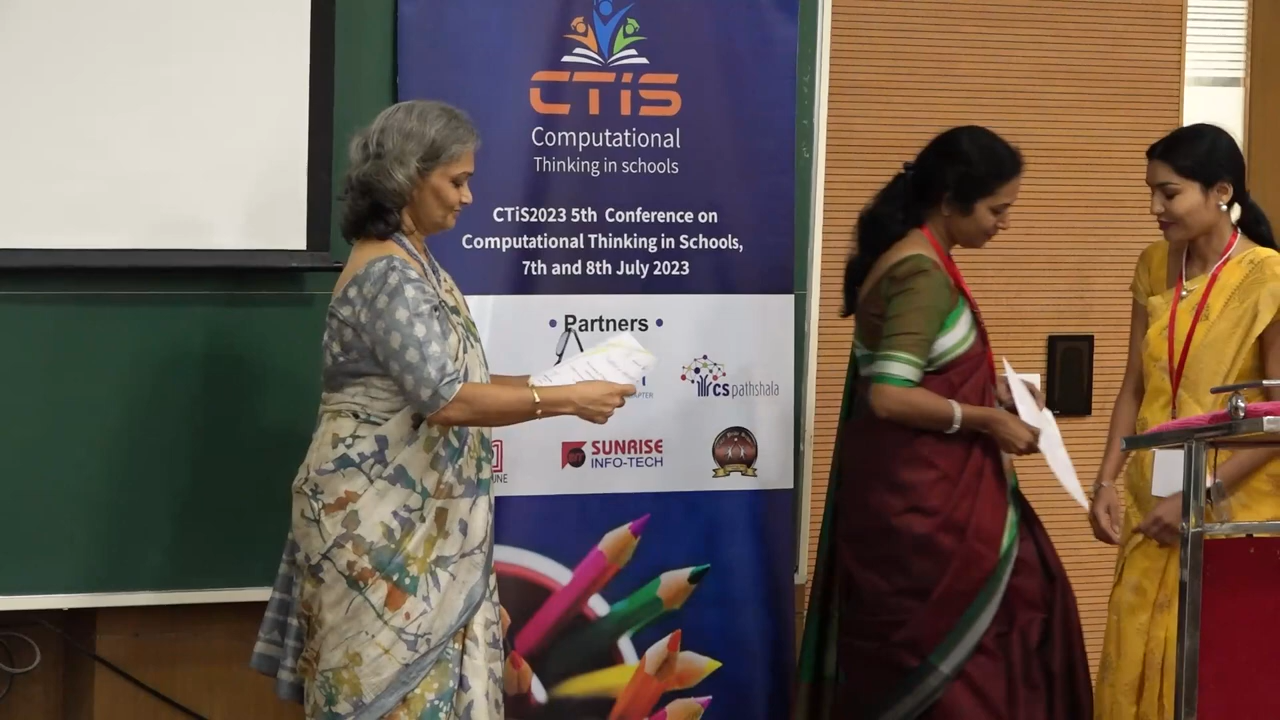 CTiS
Computational
Thinking in schools
CTiS2023 5th Conference on
Computational Thinking in Schools,
7th and 8th July 2023
• Partners •
CS pathshala
SUNRISE
INFO-TECH